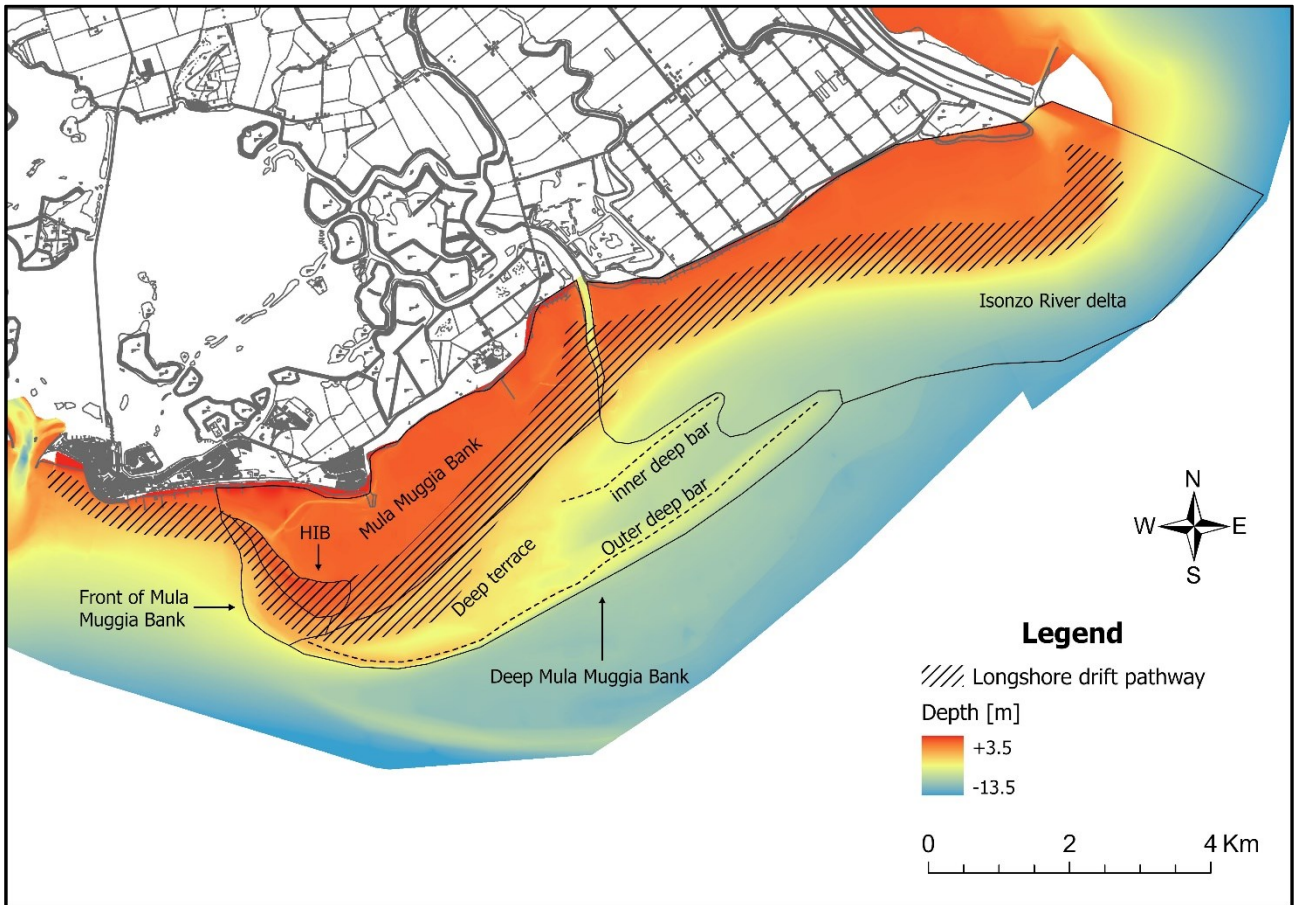 Isonzo River delta
inner deep bar
Mula Muggia Bank
Outer deep bar
HIB
Deep terrace
Front of Mula
Muggia Bank
Deep Mula Muggia Bank
N
W
E
S
Legend
Longshore drift pathway
Depth [m]
+3.5
-13.5
0
2
4 Km